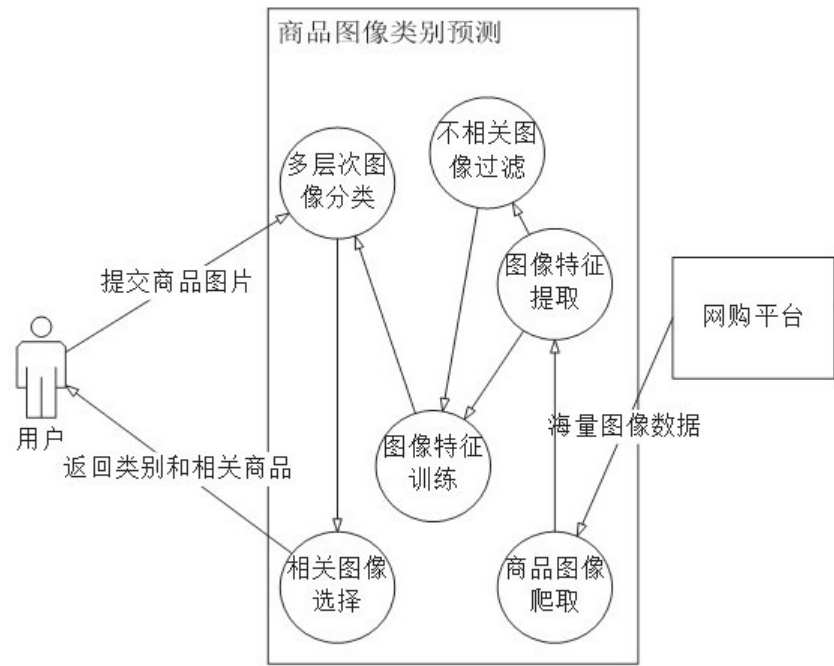 商品图像类别预测
不相关图
像过滤
多层次图
像分类
图像特征
提取
提交商品图片
网购平台
用户
海量图像数据
图像特征
训练
返回类别和相关商品
相关图像
选择
商品图像
爬取